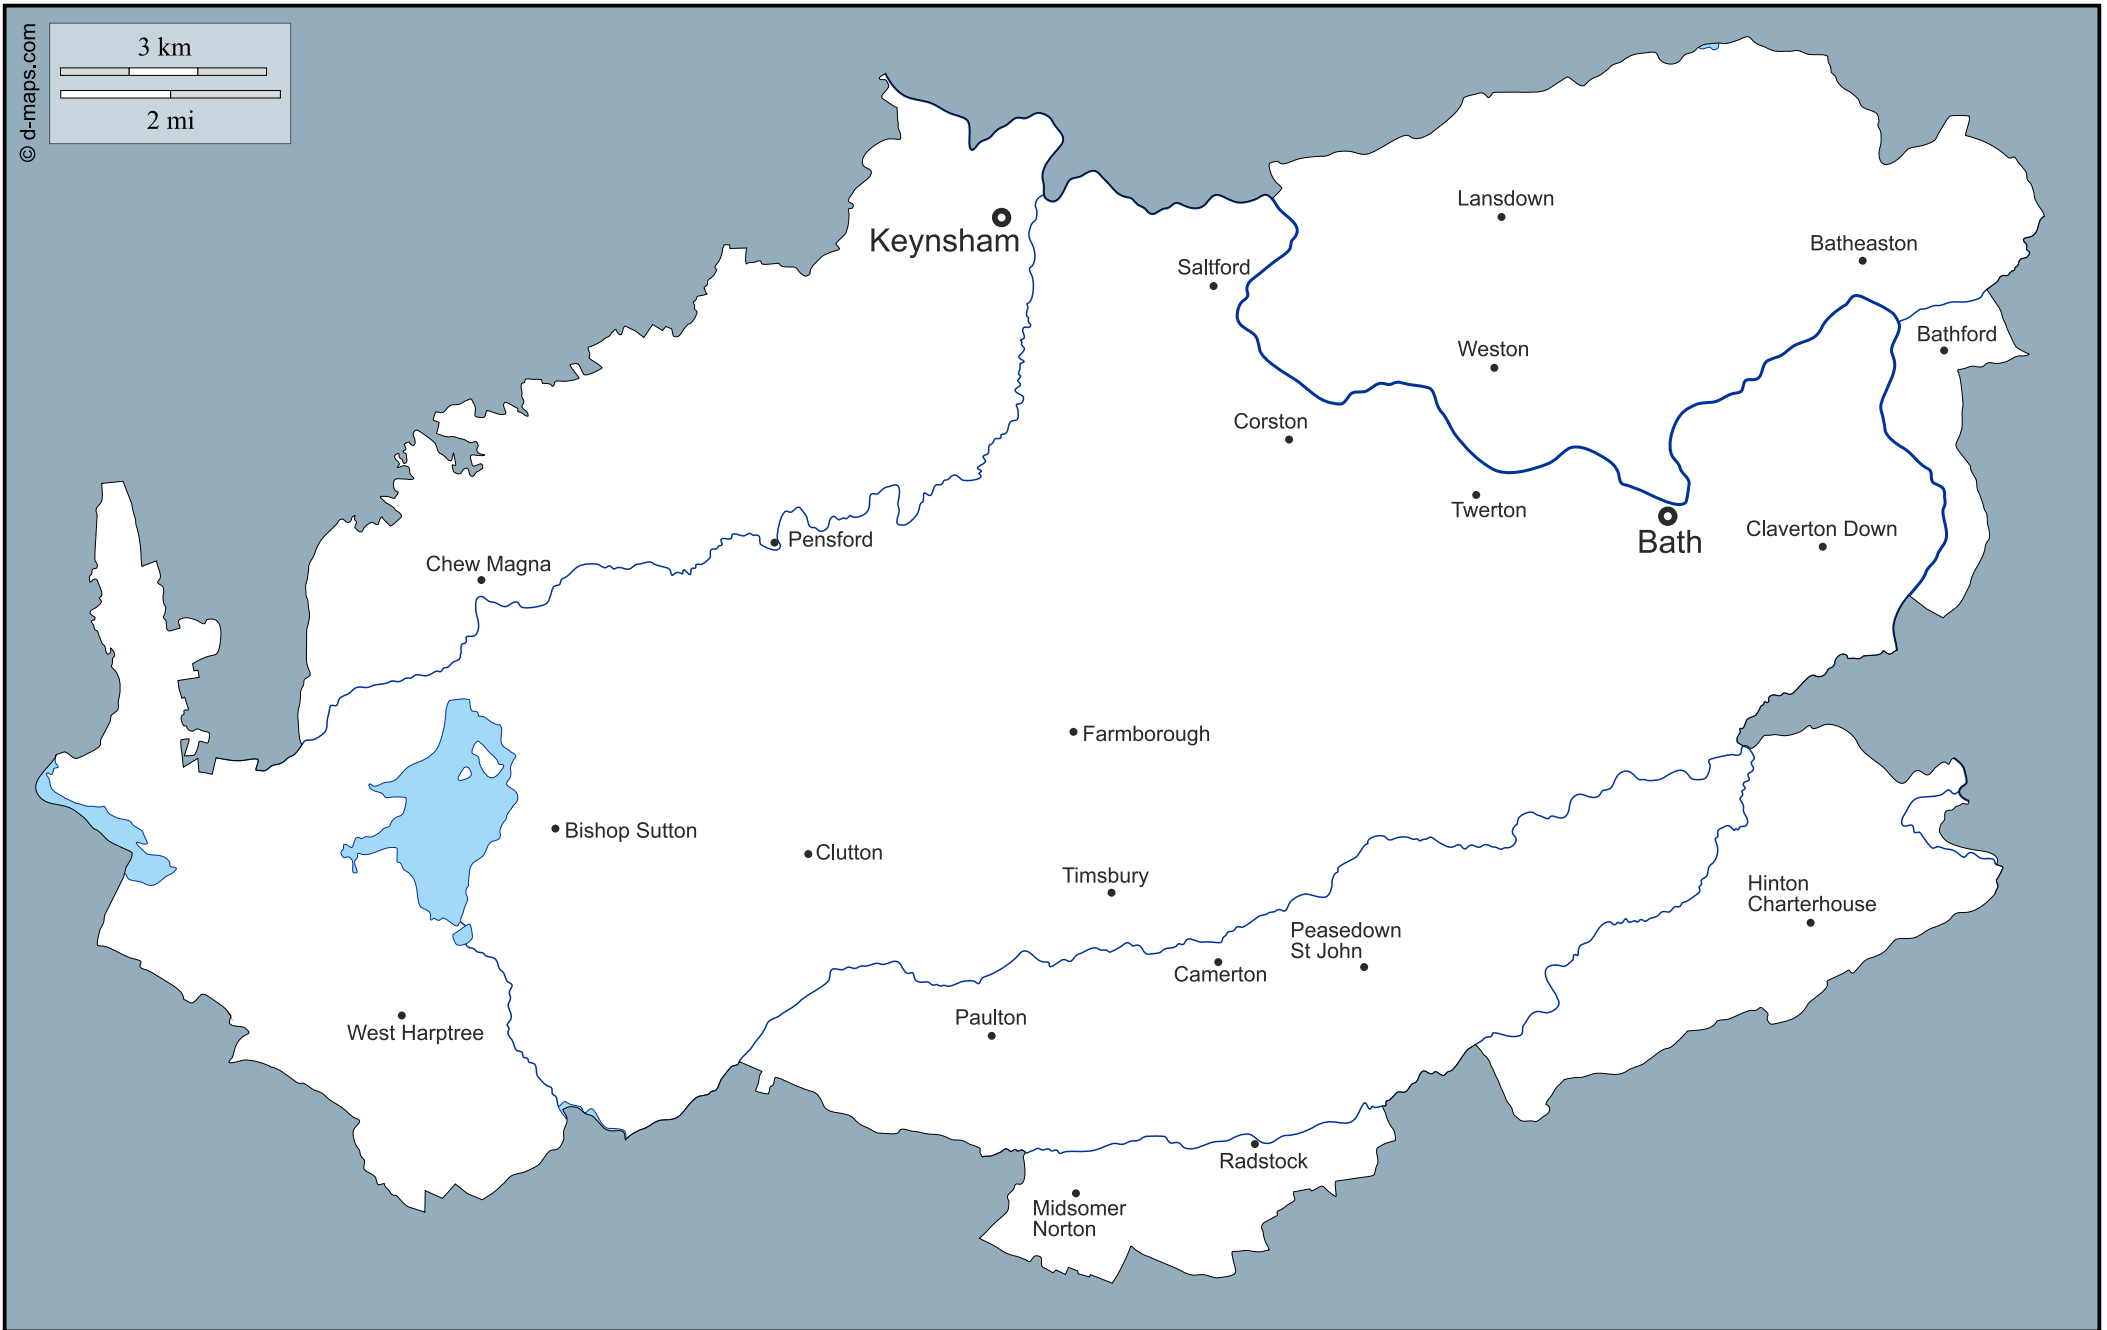 © d-maps.com
3 km
2 mi
Lansdown
Keynsham
Batheaston
Saltford
Bathford
Weston
Corston
Twerton
Claverton Down
Bath
Pensford
Chew Magna
Farmborough
Bishop Sutton
Clutton
Timsbury
Hinton
Charterhouse
Peasedown
St John
Camerton
Paulton
West Harptree
Radstock
Midsomer
Norton